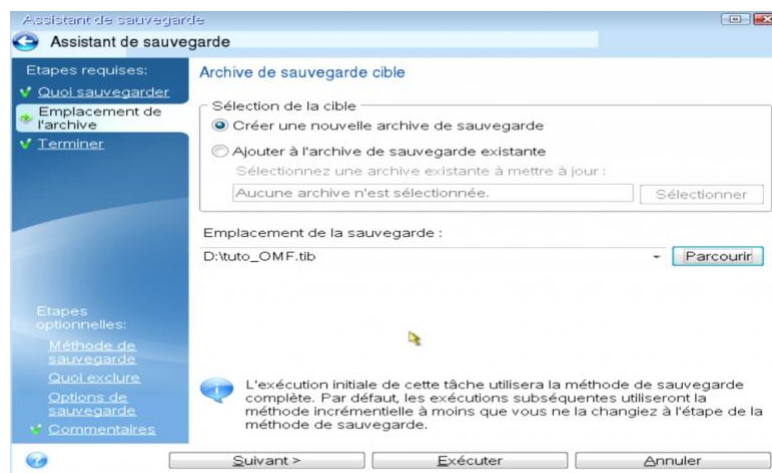 Assistant de sauvegarde
Assistant de sauvegarde
Etapes requises:
Quoi sauvegarder
Emplacement de
l'archive
Terminer
Etapes
optionnelles:
Méthode de
sauvegarde
Quoi exclure
Options de
sauvegarde
Commentaires
Archive de sauvegarde cible
Sélection de la cible
Créer une nouvelle archive de sauvegarde
Ajouter à l'archive de sauvegarde existante
Sélectionnez une archive existante à mettre à jour :
Aucune archive n'est sélectionnée.
Sélectionner
Emplacement de la sauvegarde :
D:\tuto_OMF.tib
Parcourir
L'exécution initiale de cette tâche utilisera la méthode de sauvegarde
complète. Par défaut, les exécutions subséquentes utiliseront la
méthode incrémentielle à moins que vous ne la changiez à l'étape de la
méthode de sauvegarde.
Suivant >
Exécuter
Annuler